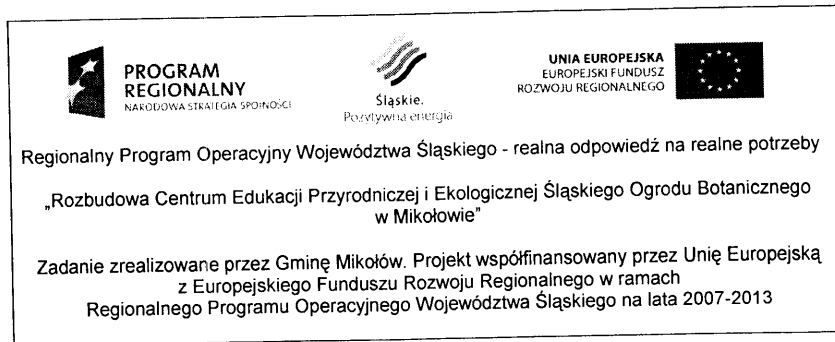 PROGRAM
REGIONALNY
NARODOWA STRATEGIA SPÓJNOŚCI
Śląskie.
Pozytywna energia
UNIA EUROPEJSKA
EUROPEJSKI FUNDUSZ
ROZWOJU REGIONALNEGO
Regionalny Program Operacyjny Województwa Śląskiego - realna odpowiedź na realne potrzeby
„Rozbudowa Centrum Edukacji Przyrodniczej i Ekologicznej Śląskiego Ogrodu Botanicznego
w Mikołowie”
Zadanie zrealizowane przez Gminę Mikołów. Projekt współfinansowany przez Unię Europejską
z Europejskiego Funduszu Rozwoju Regionalnego w ramach
Regionalnego Programu Operacyjnego Województwa Śląskiego na lata 2007-2013